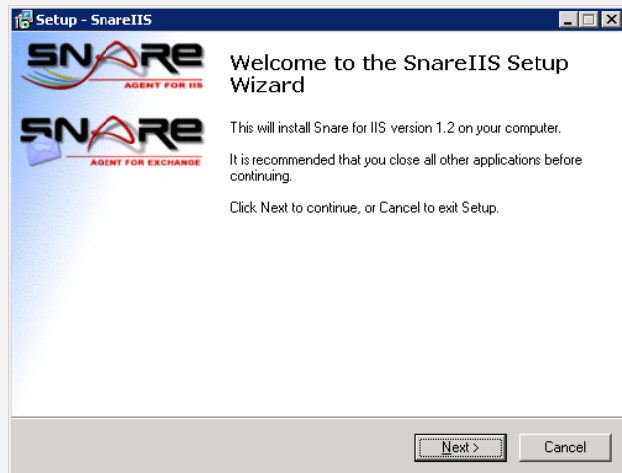 Setup - SnareIIS
SNARE
AGENT FOR IIS
SNARE
AGENT FOR EXCHANGE
Welcome to the SnareIIS Setup
Wizard
This will install Snare for IIS version 1.2 on your computer.
It is recommended that you close all other applications before
continuing.
Click Next to continue, or Cancel to exit Setup.
Next >
Cancel